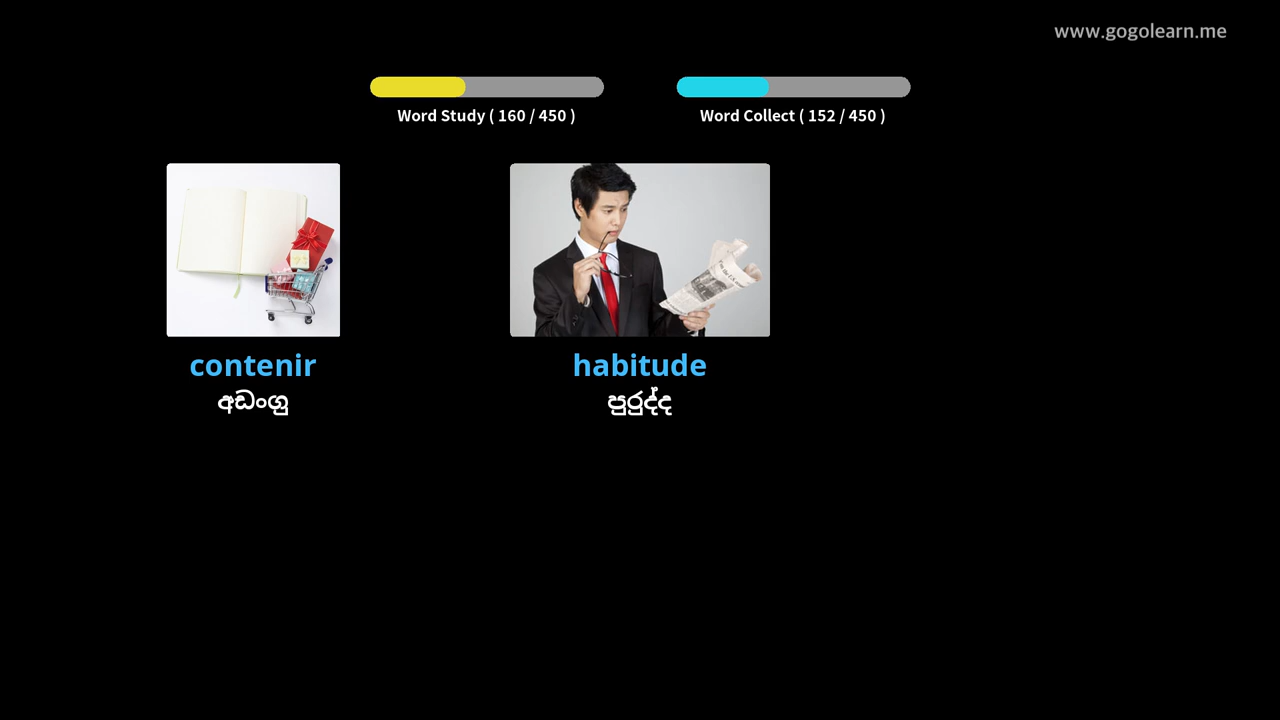 www.gogolearn.me
Word Study ( 160 / 450 )
Word Collect ( 152 / 450 )
contenir
අඩංගු
habitude
පුරුද්ද